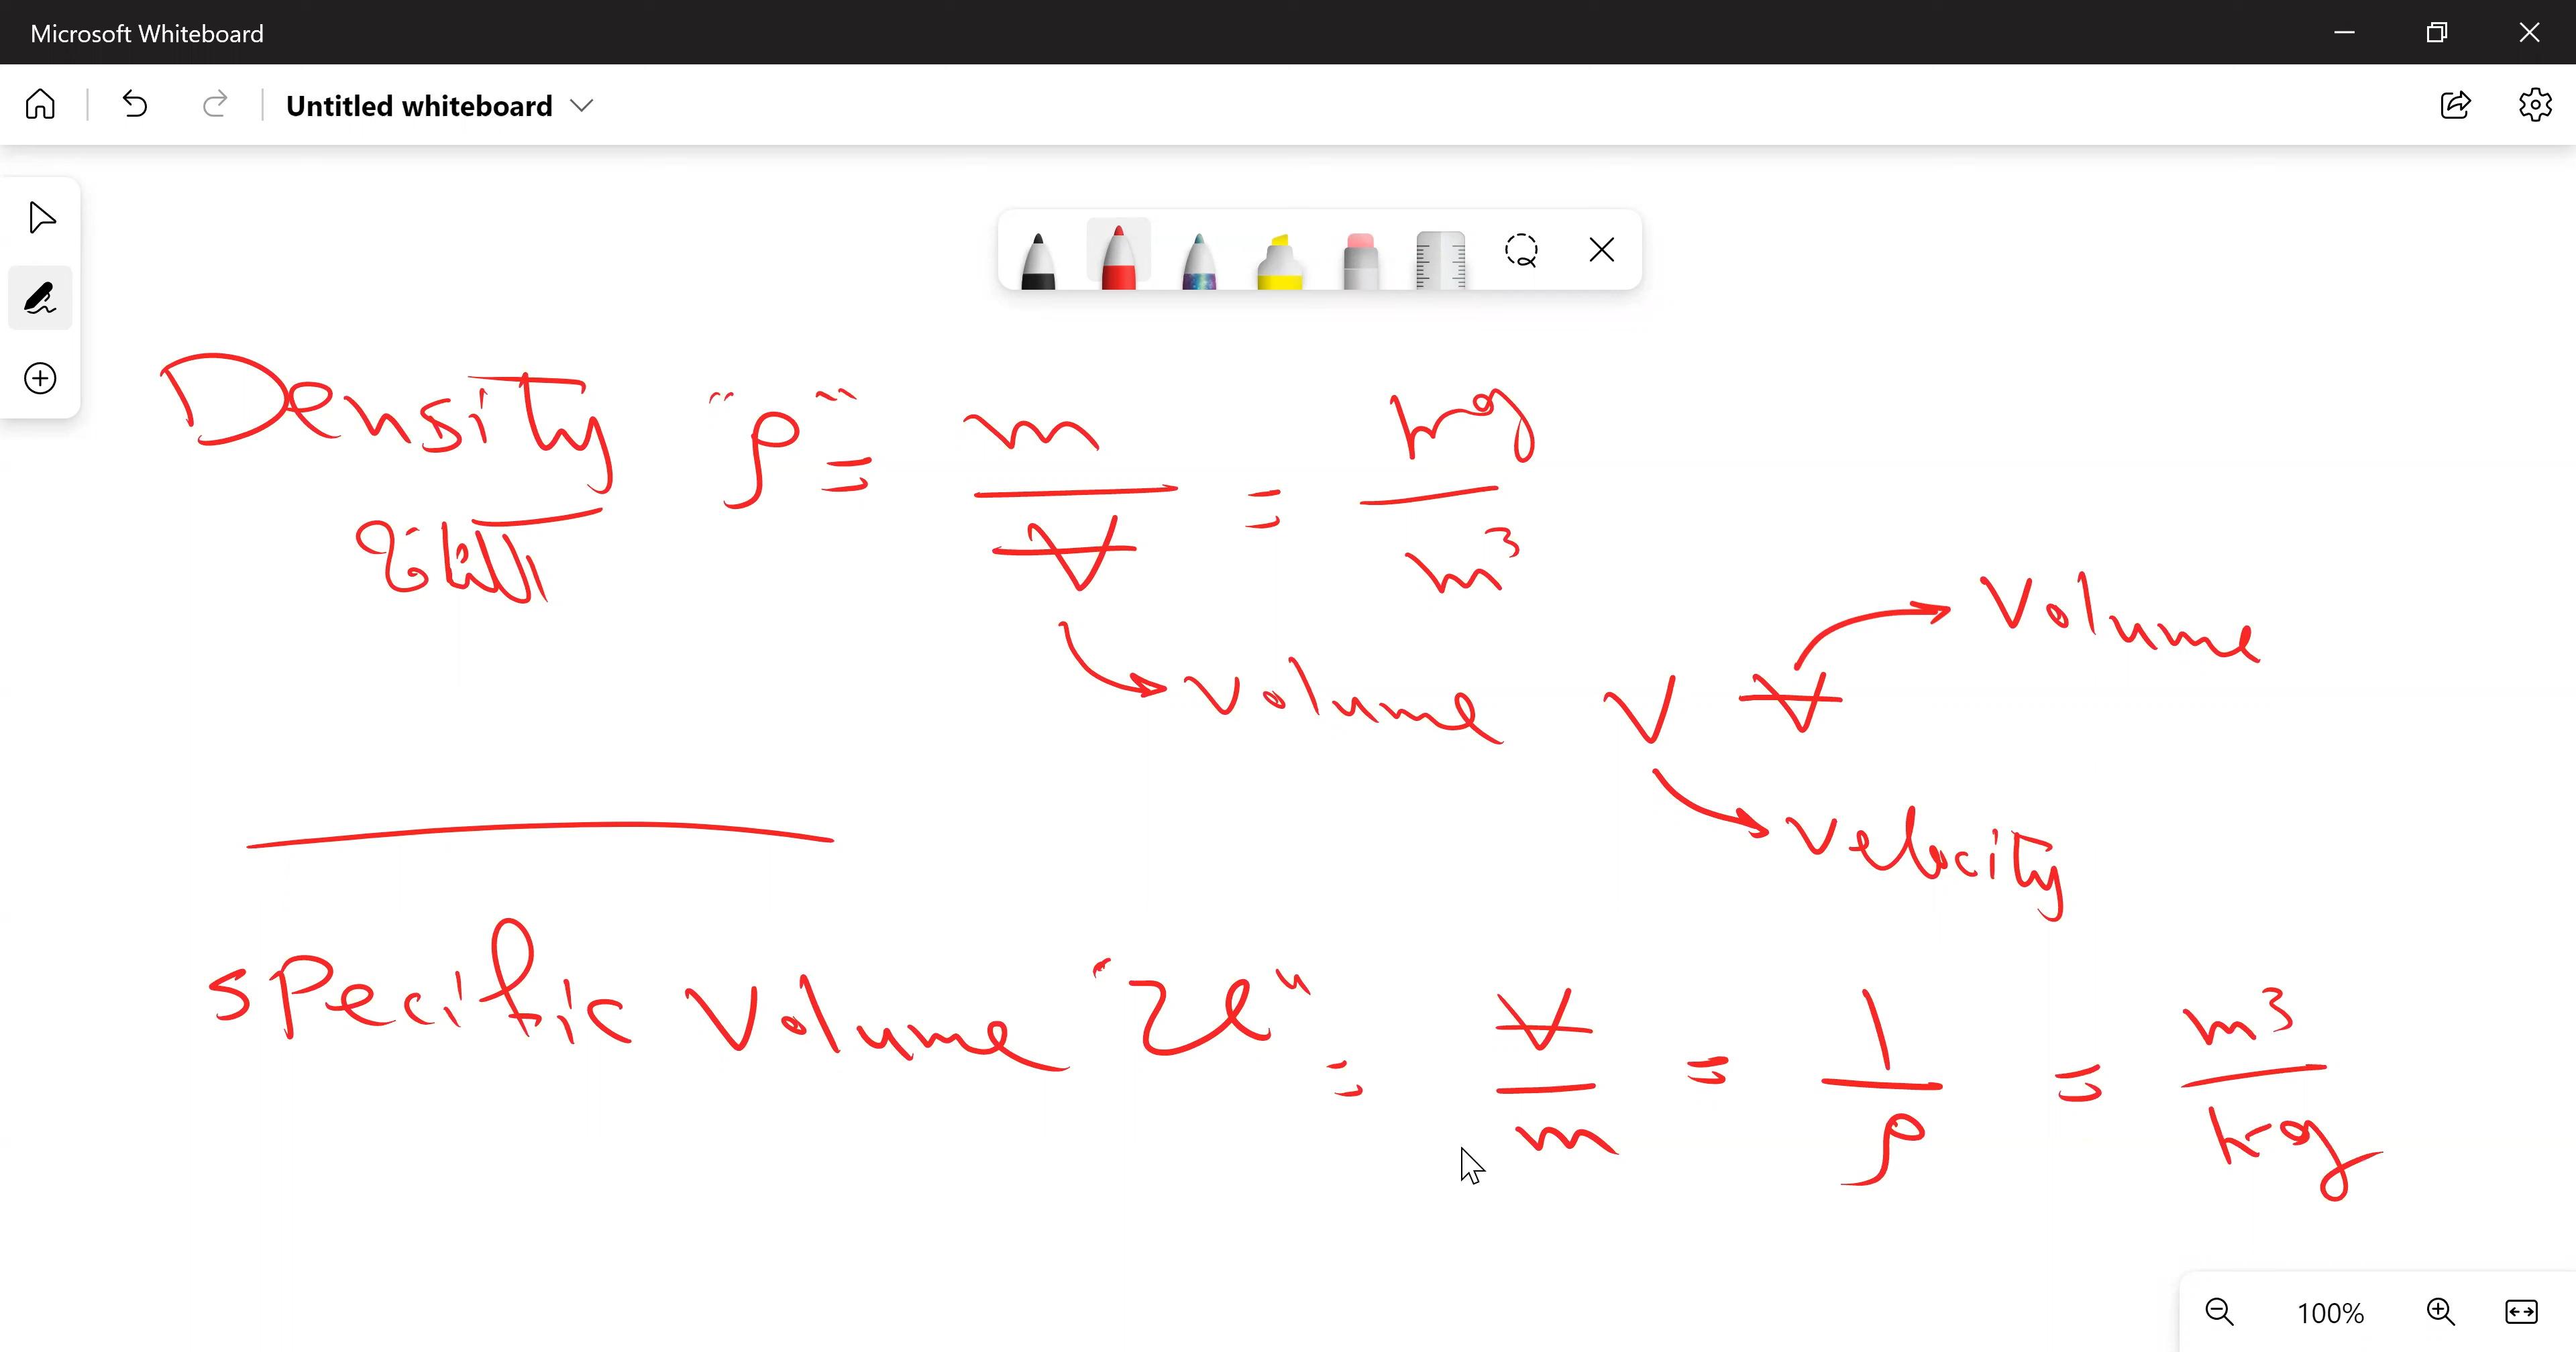 Microsoft Whiteboard
Untitled whiteboard
Density "ρ" = m / V̶ = kg / m³
V̶ → Volume
Volume V V̶
Velocity
Specific Volume "υ" = V̶ / m = 1 / ρ = m³ / kg
100%